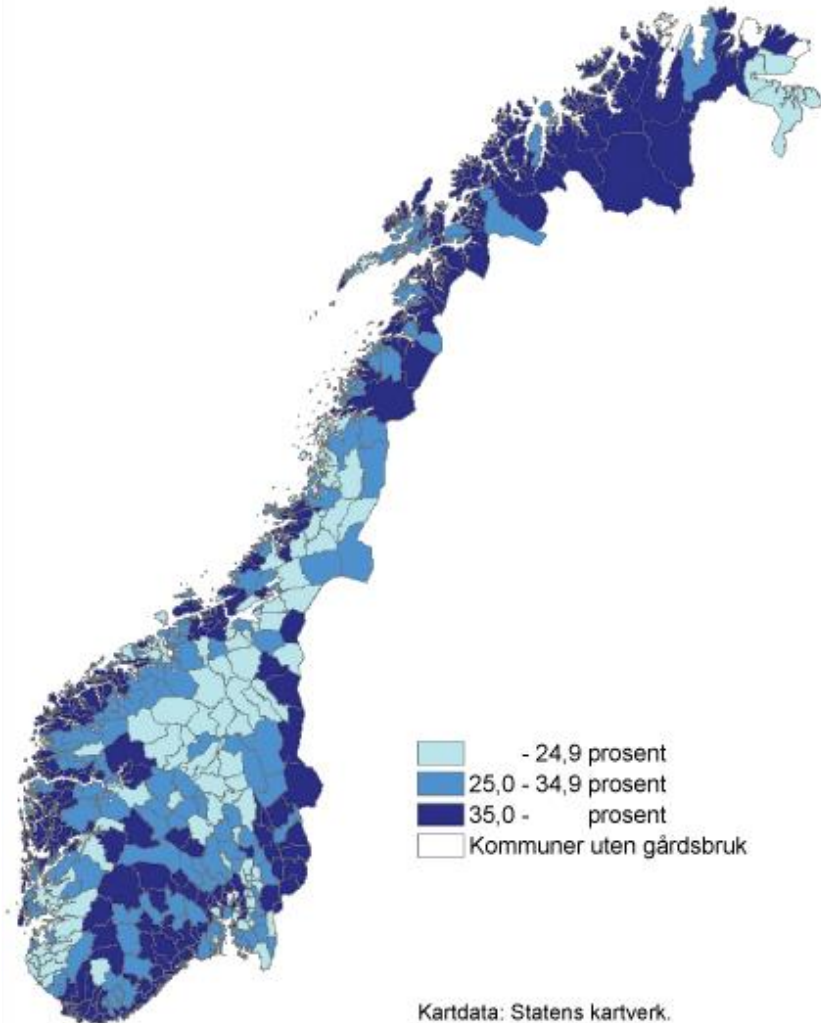 - 24,9 prosent
25,0 - 34,9 prosent
35,0 - prosent
Kommuner uten gårdsbruk
Kartdata: Statens kartverk.